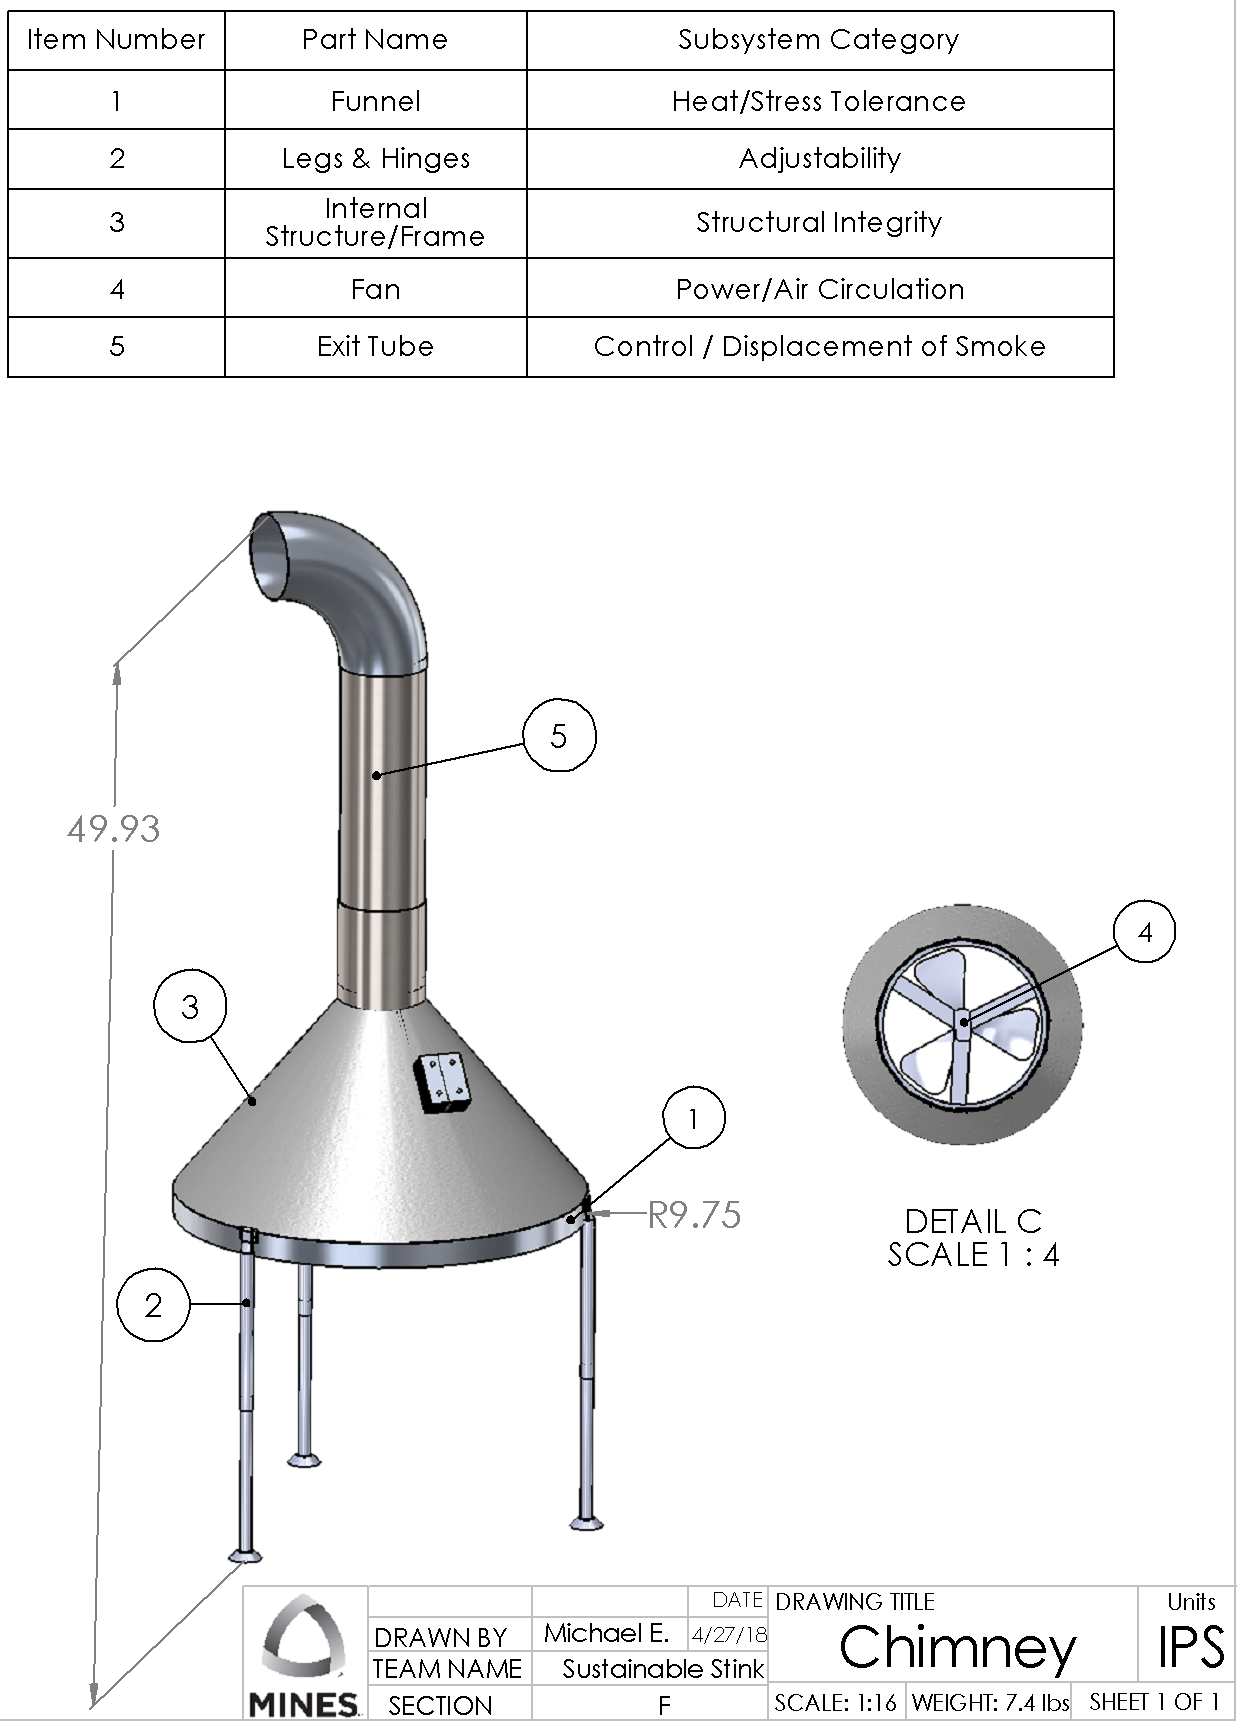 Item Number Part Name Subsystem Category
1 Funnel Heat/Stress Tolerance
2 Legs & Hinges Adjustability
3 Internal Structure/Frame Structural Integrity
4 Fan Power/Air Circulation
5 Exit Tube Control / Displacement of Smoke
5
49.93
4
3
1
R9.75
DETAIL C
SCALE 1 : 4
2
DATE DRAWING TITLE Units
DRAWN BY Michael E. 4/27/18 Chimney IPS
TEAM NAME Sustainable Stink
MINES SECTION F SCALE: 1:16 WEIGHT: 7.4 lbs SHEET 1 OF 1